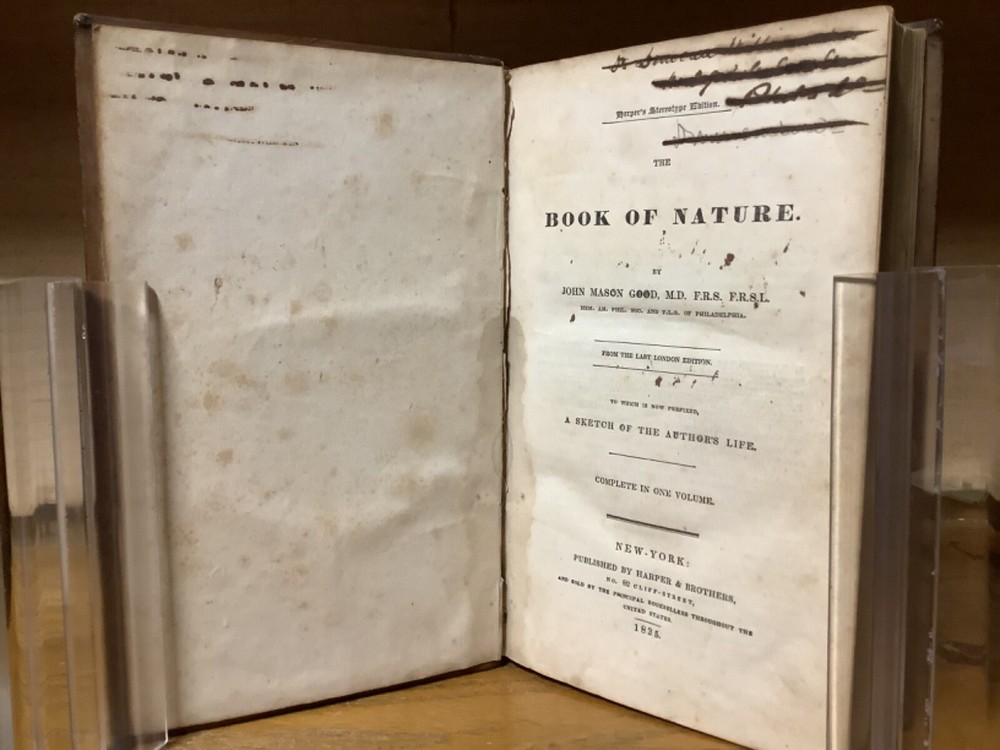 Harper's Stereotype Edition.
THE
BOOK OF NATURE.
BY
JOHN MASON GOOD, M.D. F.R.S. F.R.S.L.
MEM. AM. PHIL. SOC. AND F.L.S. OF PHILADELPHIA.
FROM THE LAST LONDON EDITION.
TO WHICH IS NOW PREFIXED,
A SKETCH OF THE AUTHOR'S LIFE.
COMPLETE IN ONE VOLUME.
NEW-YORK:
PUBLISHED BY HARPER & BROTHERS,
NO. 82 CLIFF-STREET,
AND SOLD BY THE PRINCIPAL BOOKSELLERS THROUGHOUT THE
UNITED STATES.
1835.